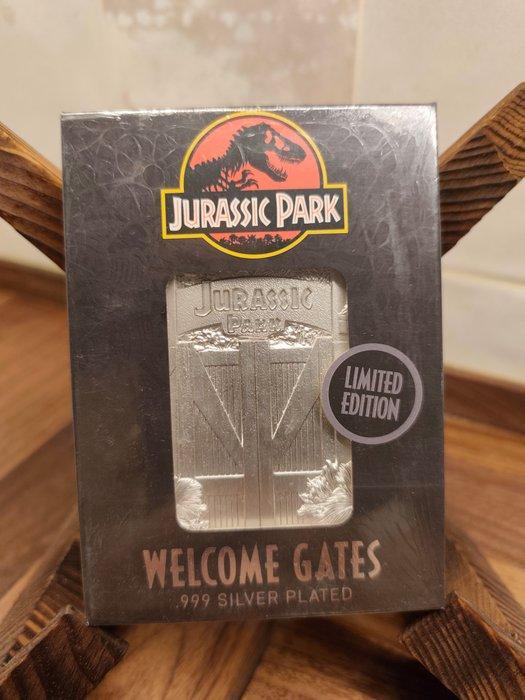 JURASSIC PARK
JURASSIC
PARK
LIMITED
EDITION
WELCOME GATES
.999 SILVER PLATED